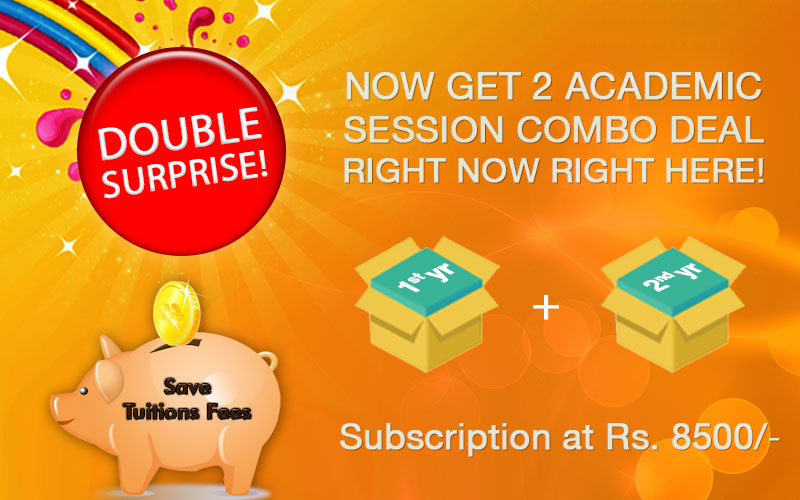 DOUBLE
SURPRISE!
NOW GET 2 ACADEMIC
SESSION COMBO DEAL
RIGHT NOW RIGHT HERE!
1st yr
+
2nd yr
Save
Tuitions Fees
Subscription at Rs. 8500/-